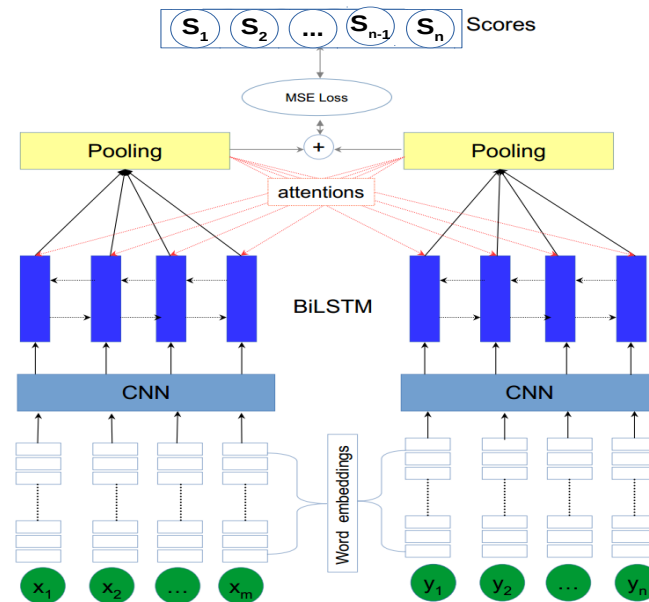 S1 S2 ... Sn-1 Sn Scores
MSE Loss
+
Pooling Pooling
attentions
BiLSTM
CNN CNN
Word embeddings
x1 x2 ... xm y1 y2 ... yn